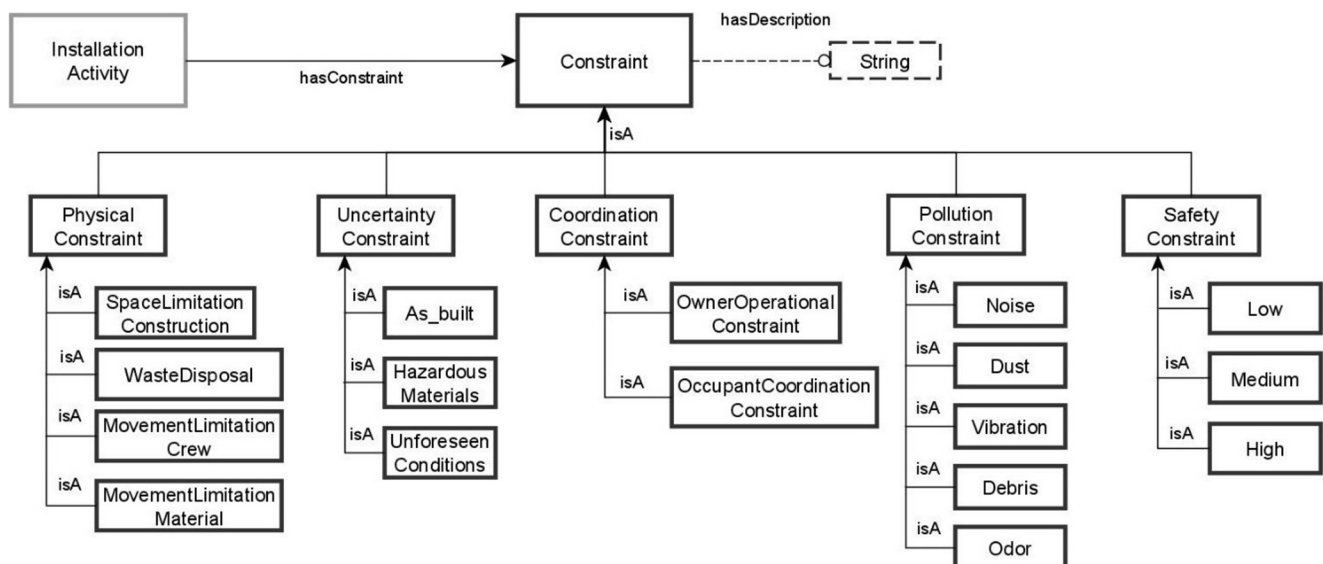 Installation
Activity
hasConstraint
Constraint
hasDescription
String
isA
Physical
Constraint
isA
SpaceLimitation
Construction
isA
WasteDisposal
isA
MovementLimitation
Crew
isA
MovementLimitation
Material
Uncertainty
Constraint
isA
As_built
isA
Hazardous
Materials
isA
Unforeseen
Conditions
Coordination
Constraint
isA
OwnerOperational
Constraint
isA
OccupantCoordination
Constraint
Pollution
Constraint
isA
Noise
isA
Dust
isA
Vibration
isA
Debris
isA
Odor
Safety
Constraint
isA
Low
isA
Medium
isA
High